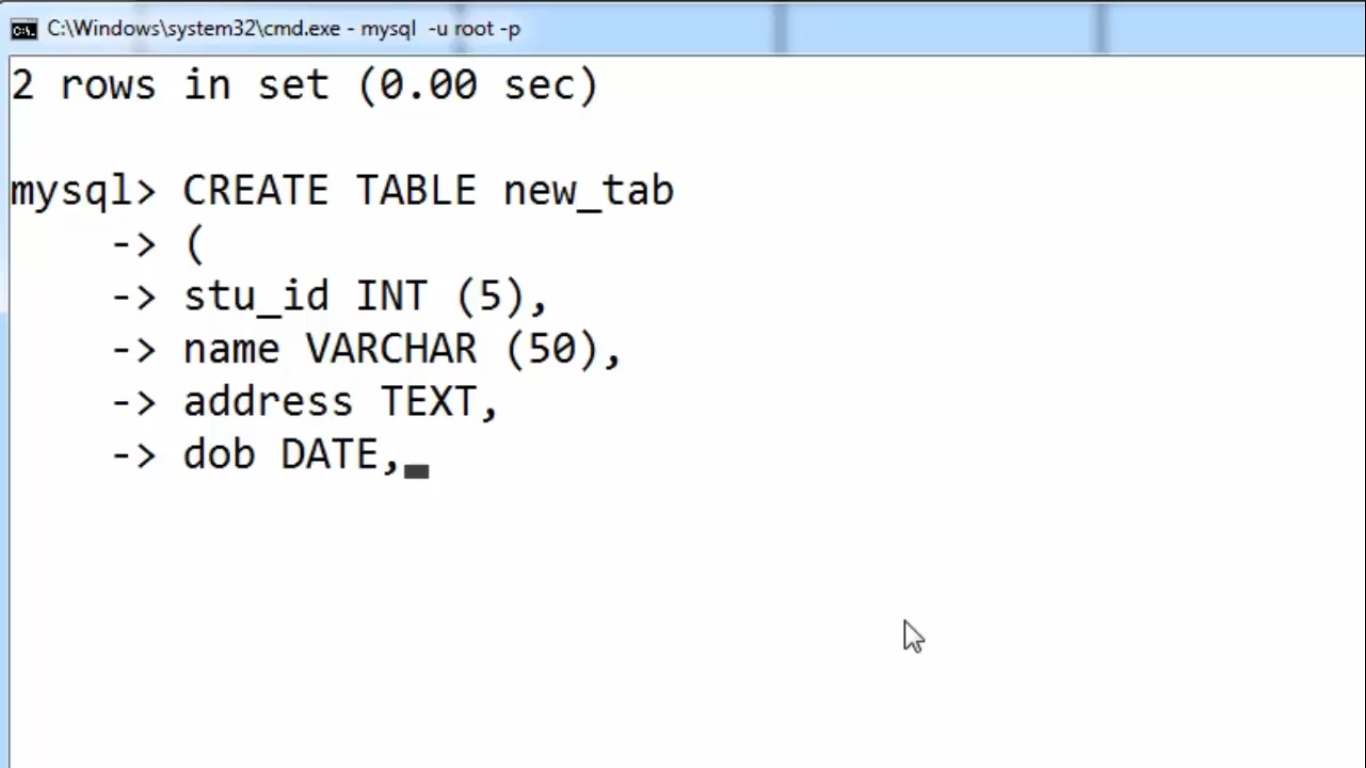 C:\Windows\system32\cmd.exe - mysql  -u root -p
2 rows in set (0.00 sec)
mysql> CREATE TABLE new_tab
    -> (
    -> stu_id INT (5),
    -> name VARCHAR (50),
    -> address TEXT,
    -> dob DATE,